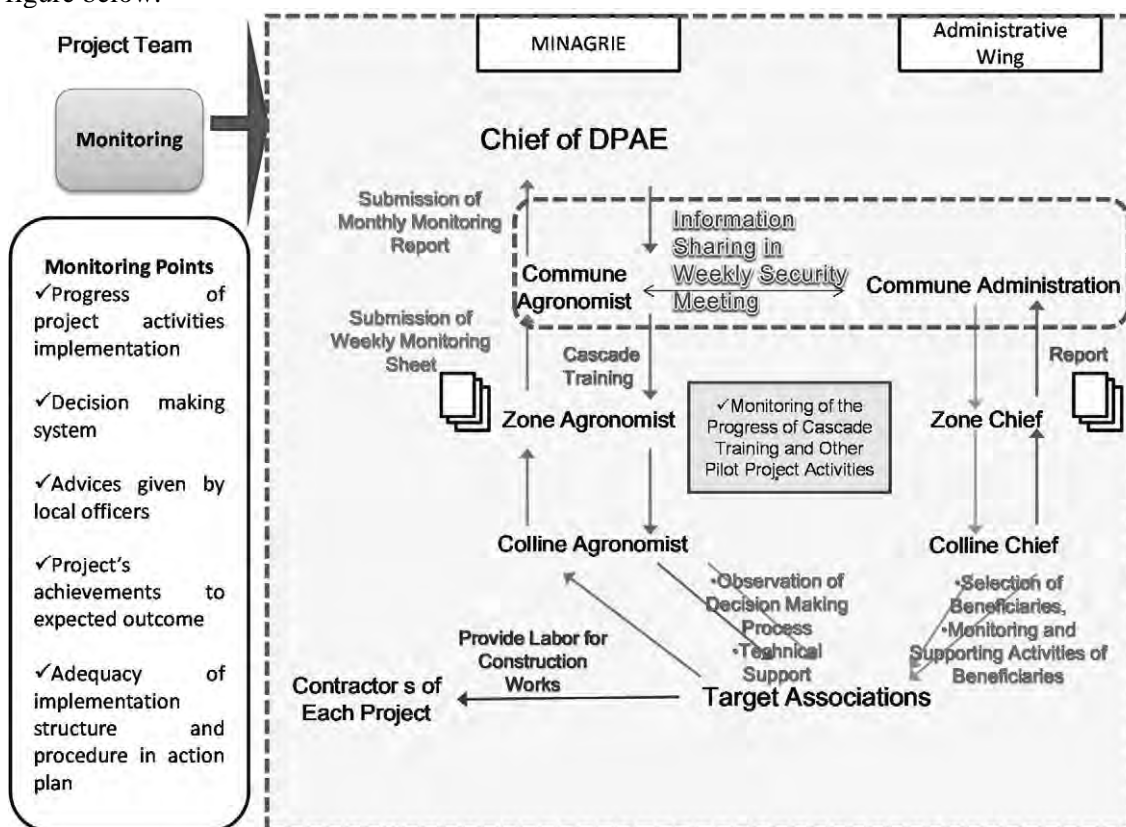 figure below.
Project Team
Monitoring
Monitoring Points
✓Progress of
project activities
implementation
✓Decision making
system
✓Advices given by
local officers
✓Project's
achievements to
expected outcome
✓Adequacy of
implementation
structure and
procedure in action
plan
MINAGRIE
Administrative
Wing
Chief of DPAE
Submission of
Monthly Monitoring
Report
Information
Sharing in
Weekly Security
Meeting
Commune
Agronomist
Commune Administration
Submission of
Weekly Monitoring
Sheet
Cascade
Training
Report
Zone Agronomist
✓Monitoring of the
Progress of Cascade
Training and Other
Pilot Project Activities
Zone Chief
Colline Agronomist
Colline Chief
•Observation of
Decision Making
Process
•Technical
Support
•Selection of
Beneficiaries,
•Monitoring and
Supporting Activities of
Beneficiaries
Provide Labor for
Construction
Works
Contractor s of
Each Project
Target Associations